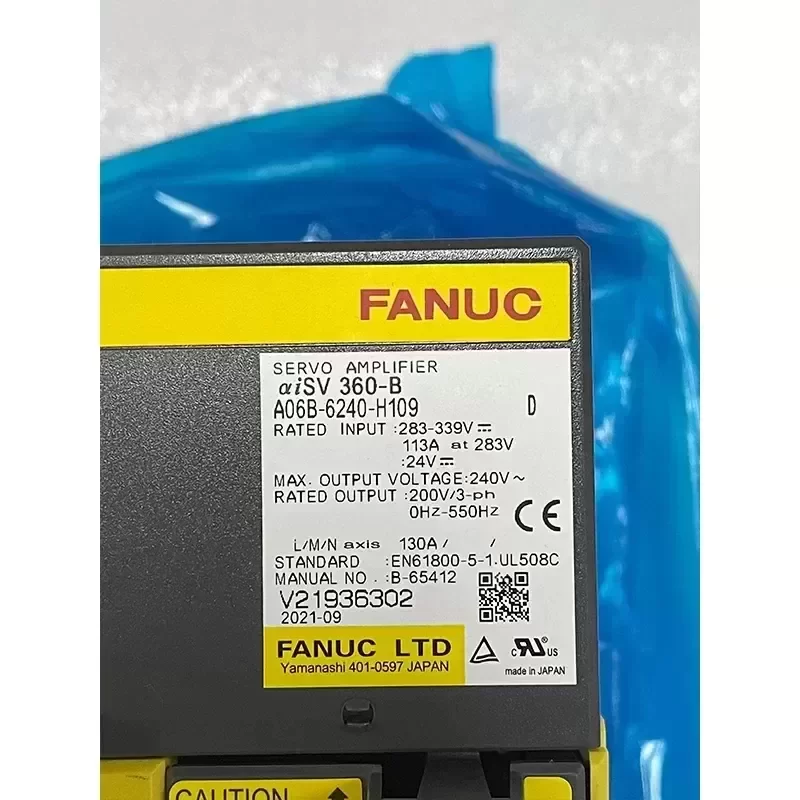 FANUC
SERVO AMPLIFIER
αiSV 360-B
A06B-6240-H109 D
RATED INPUT :283-339V⎓
113A at 283V
:24V⎓
MAX. OUTPUT VOLTAGE:240V~
RATED OUTPUT :200V/3-ph
0Hz-550Hz
CE
L/M/N axis 130A / /
STANDARD :EN61800-5-1.UL508C
MANUAL NO. :B-65412
V21936302
2021-09
FANUC LTD
Yamanashi 401-0597 JAPAN
c RU US
made in JAPAN
CAUTION